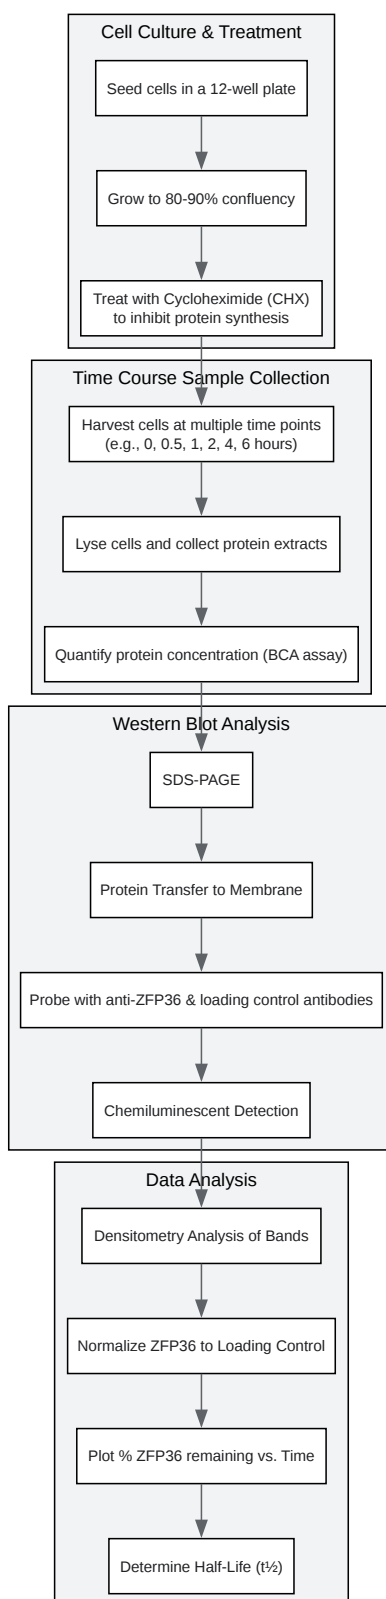 Cell Culture & Treatment
Seed cells in a 12-well plate
Grow to 80-90% confluency
Treat with Cycloheximide (CHX)
to inhibit protein synthesis
Time Course Sample Collection
Harvest cells at multiple time points
(e.g., 0, 0.5, 1, 2, 4, 6 hours)
Lyse cells and collect protein extracts
Quantify protein concentration (BCA assay)
Western Blot Analysis
SDS-PAGE
Protein Transfer to Membrane
Probe with anti-ZFP36 & loading control antibodies
Chemiluminescent Detection
Data Analysis
Densitometry Analysis of Bands
Normalize ZFP36 to Loading Control
Plot % ZFP36 remaining vs. Time
Determine Half-Life (t½)